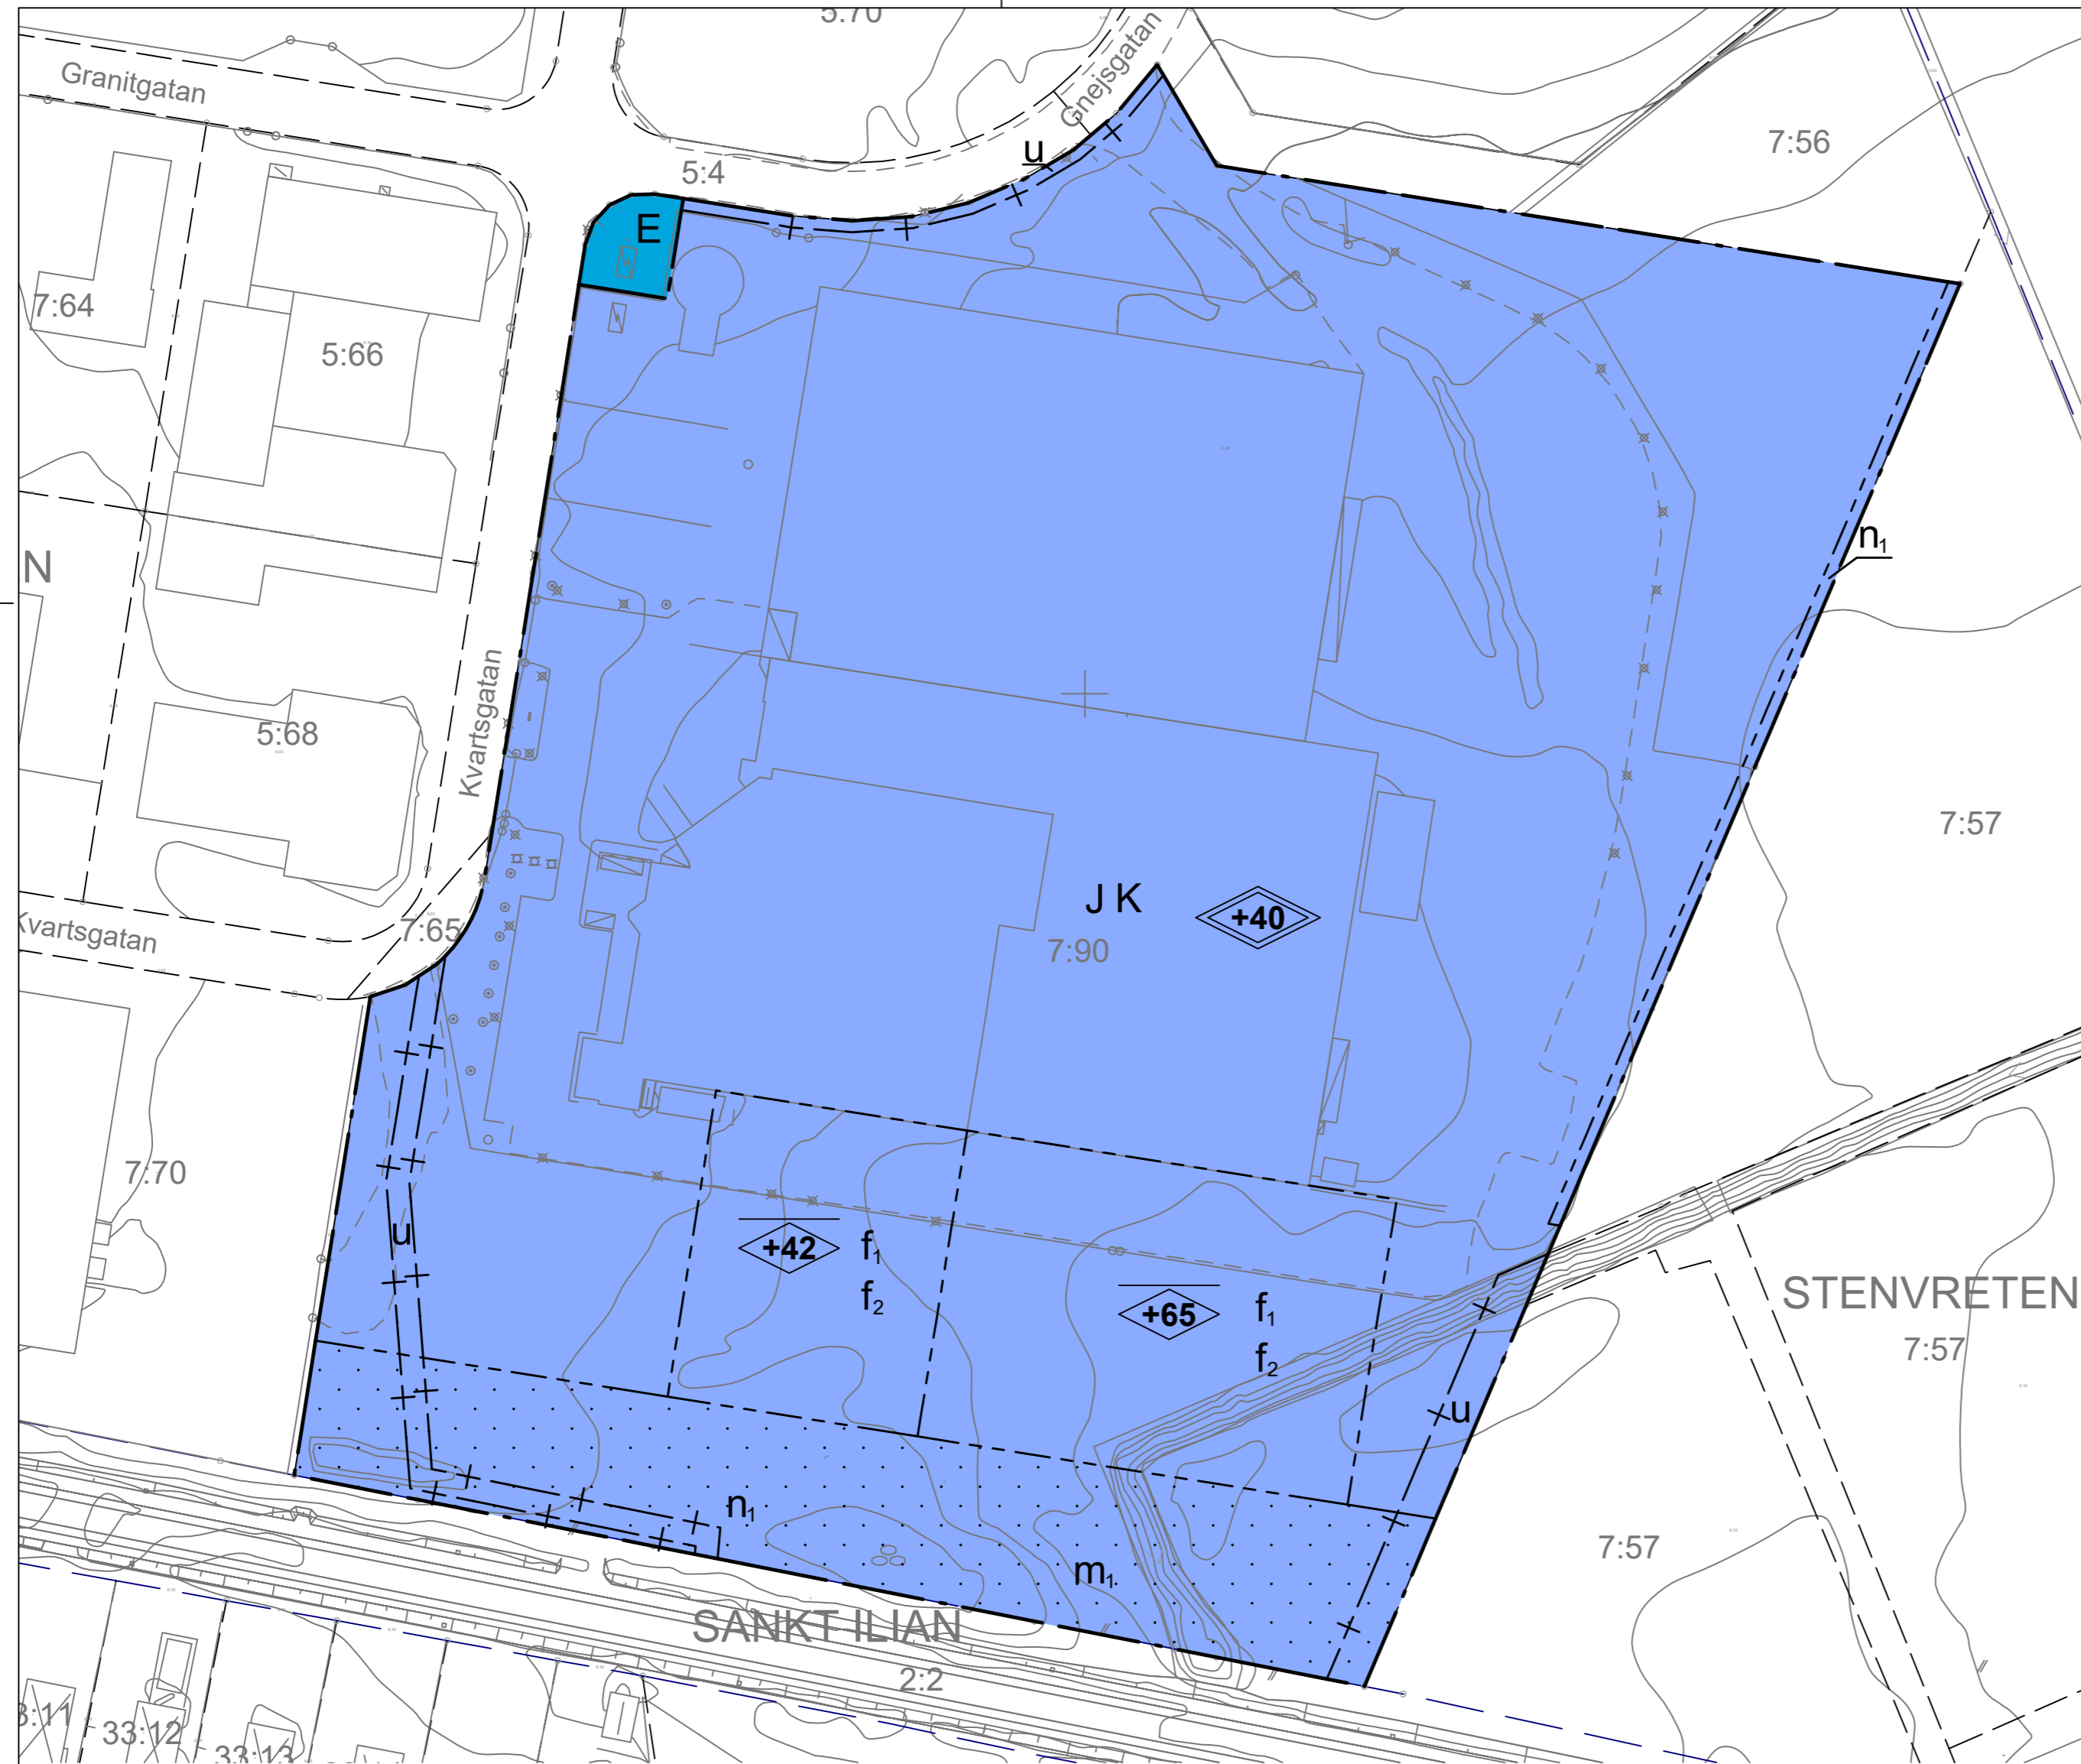 5:70
Gnejsgatan
Granitgatan
7:56
u
5:4
E
7:64
5:66
n₁
N
Kvartsgatan
5:68
7:57
J K
+40
7:65
Kvartsgatan
7:90
7:70
u
+42
f₁
f₂
+65
f₁
f₂
STENVRETEN
7:57
u
n₁
7:57
m₁
SANKT ILIAN
2:2
3:11
33:12
33:13